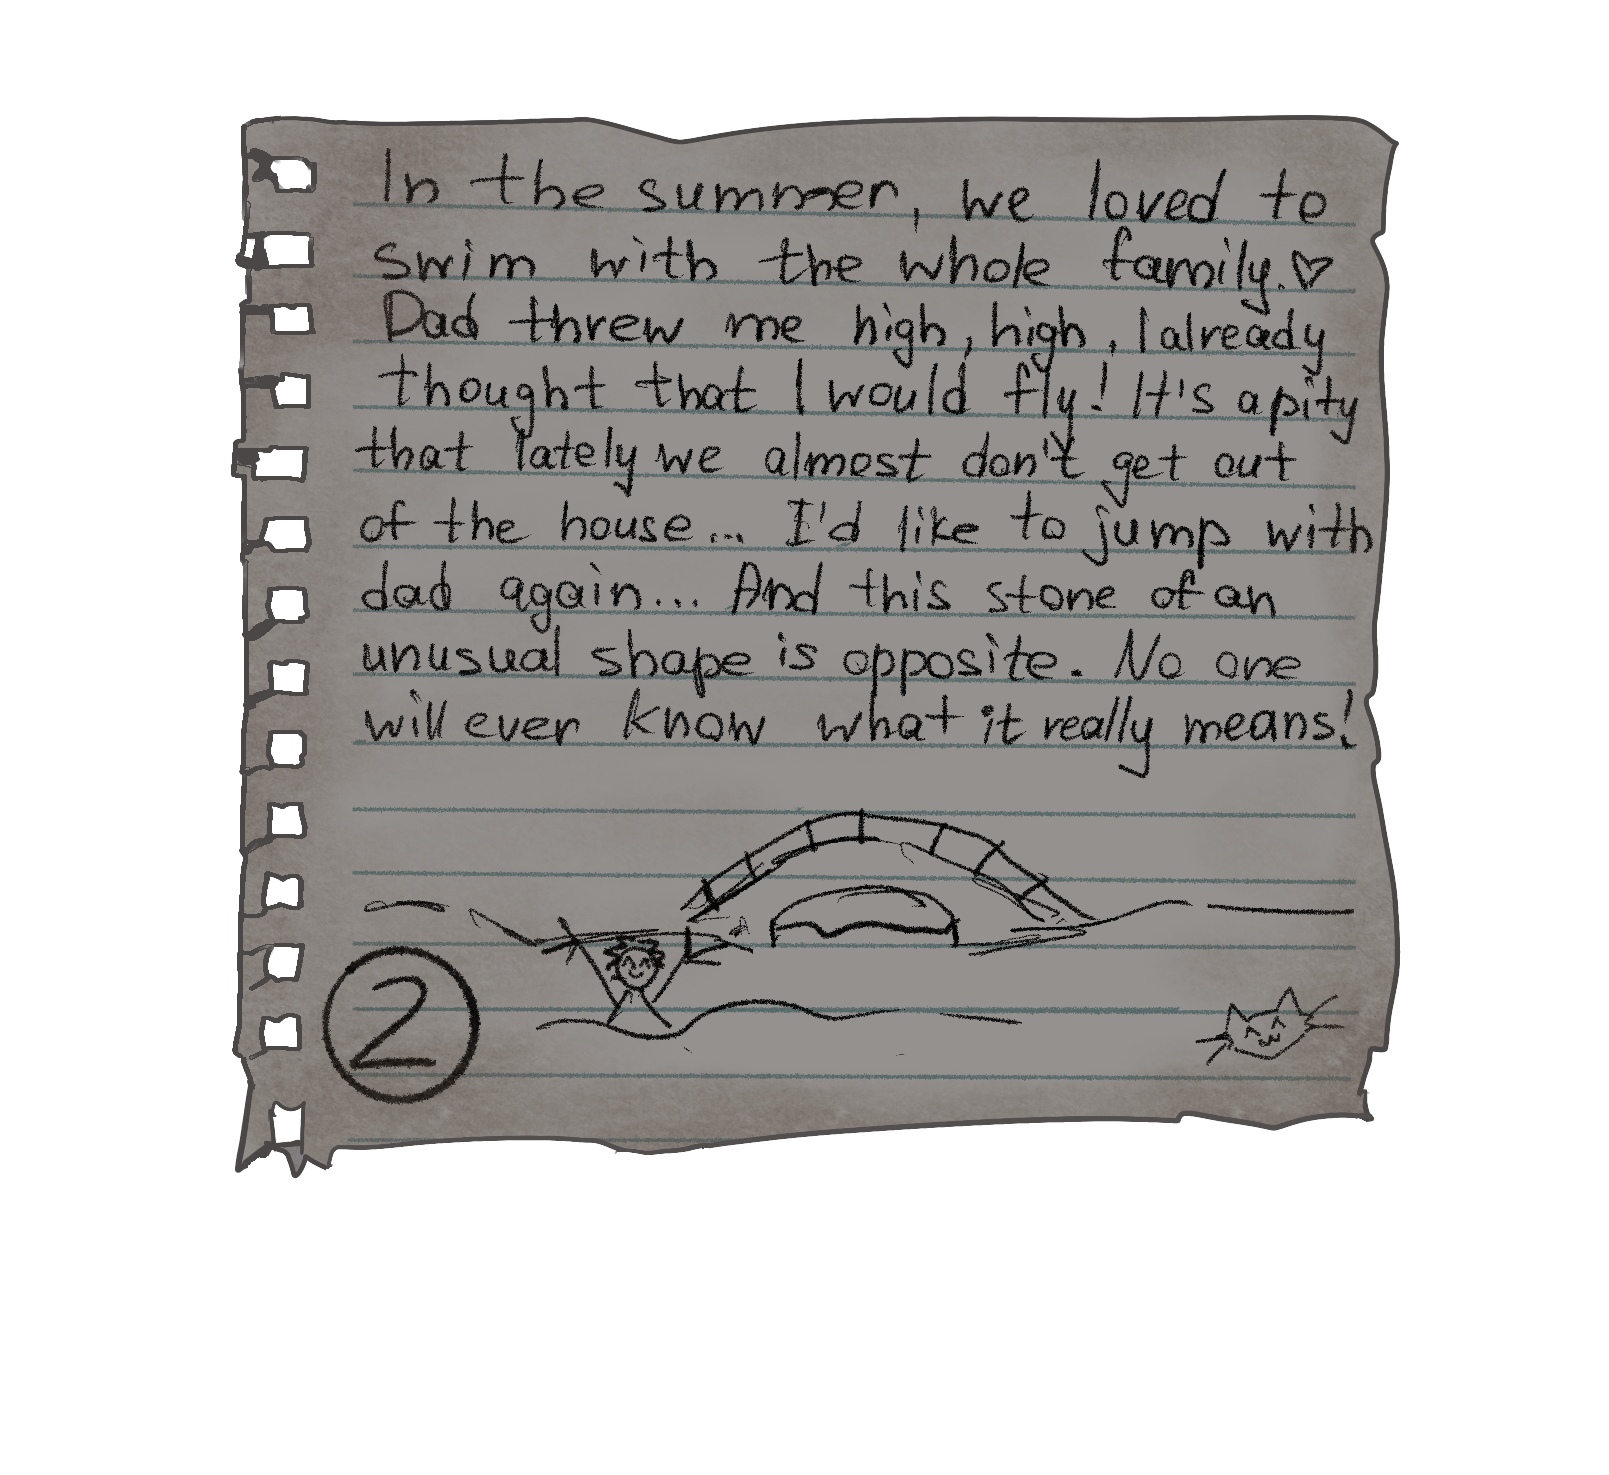 In the summer, we loved to
swim with the whole family.♡
Dad threw me high, high, I already
thought that I would fly! It's a pity
that lately we almost don't get out
of the house... I'd like to jump with
dad again... And this stone of an
unusual shape is opposite. No one
will ever know what it really means!
2